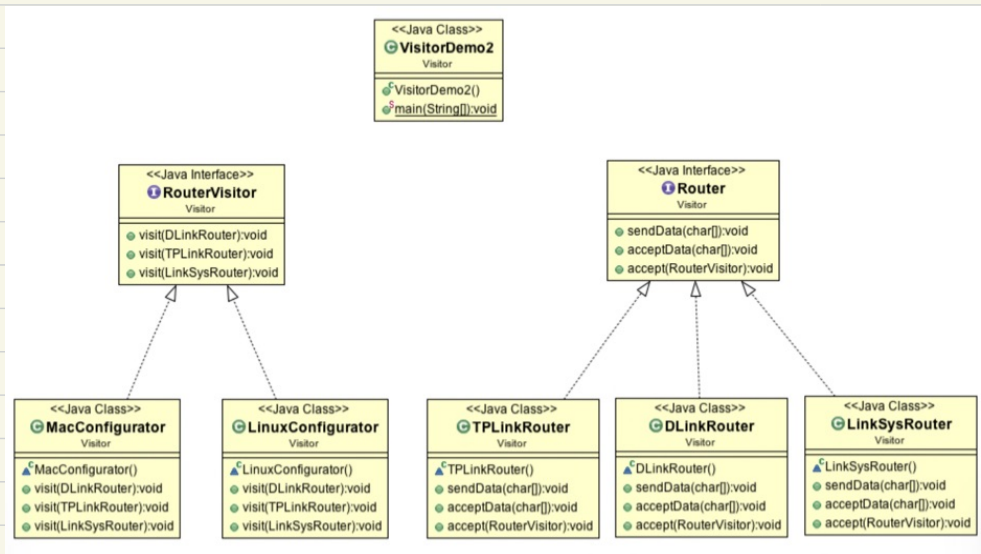 <<Java Class>>
VisitorDemo2
Visitor
VisitorDemo2()
main(String[]):void
<<Java Interface>>
RouterVisitor
Visitor
visit(DLinkRouter):void
visit(TPLinkRouter):void
visit(LinkSysRouter):void
<<Java Interface>>
Router
Visitor
sendData(char[]):void
acceptData(char[]):void
accept(RouterVisitor):void
<<Java Class>>
MacConfigurator
Visitor
MacConfigurator()
visit(DLinkRouter):void
visit(TPLinkRouter):void
visit(LinkSysRouter):void
<<Java Class>>
LinuxConfigurator
Visitor
LinuxConfigurator()
visit(DLinkRouter):void
visit(TPLinkRouter):void
visit(LinkSysRouter):void
<<Java Class>>
TPLinkRouter
Visitor
TPLinkRouter()
sendData(char[]):void
acceptData(char[]):void
accept(RouterVisitor):void
<<Java Class>>
DLinkRouter
Visitor
DLinkRouter()
sendData(char[]):void
acceptData(char[]):void
accept(RouterVisitor):void
<<Java Class>>
LinkSysRouter
Visitor
LinkSysRouter()
sendData(char[]):void
acceptData(char[]):void
accept(RouterVisitor):void